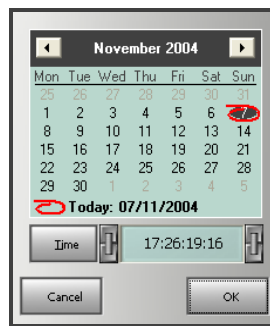 November 2004
Mon Tue Wed Thu Fri Sat Sun
25 26 27 28 29 30 31
1 2 3 4 5 6 7
8 9 10 11 12 13 14
15 16 17 18 19 20 21
22 23 24 25 26 27 28
29 30 1 2 3 4 5
Today: 07/11/2004
Time 17:26:19:16
Cancel OK